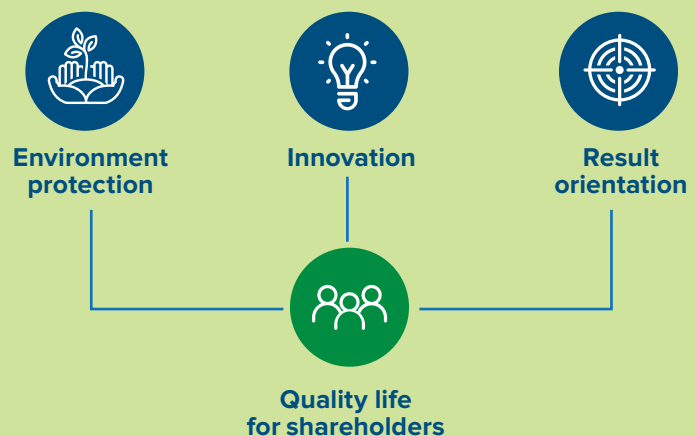 Environment
protection
Innovation
Result
orientation
Quality life
for shareholders